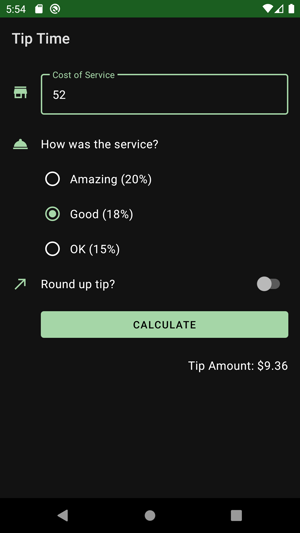 5:54
Tip Time
Cost of Service
52
How was the service?
Amazing (20%)
Good (18%)
OK (15%)
Round up tip?
CALCULATE
Tip Amount: $9.36